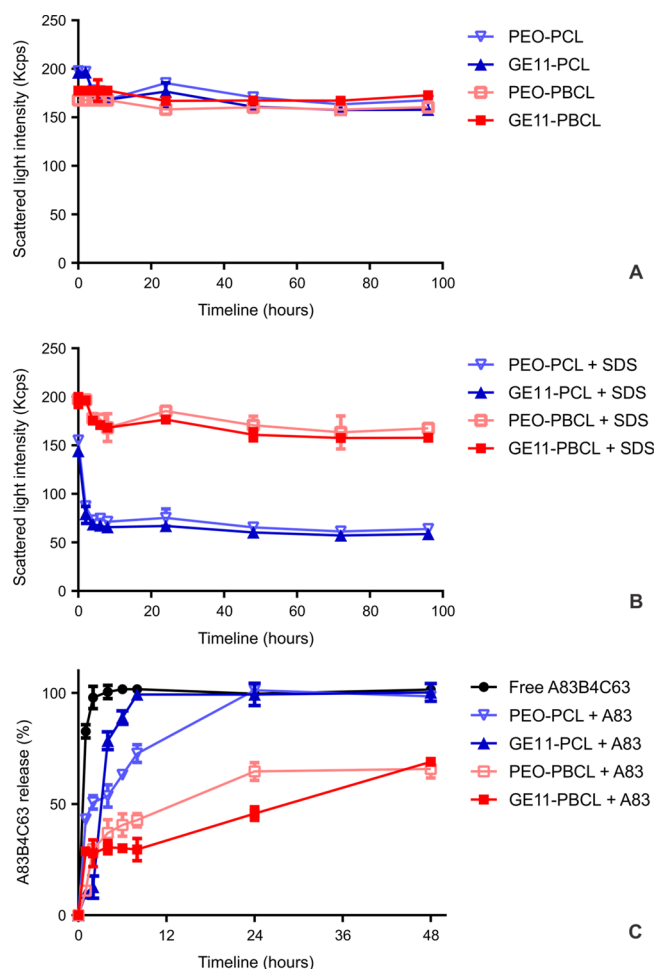 250
200
150
100
50
0
Scattered light intensity (Kcps)
0 20 40 60 80 100
Timeline (hours)
PEO-PCL
GE11-PCL
PEO-PBCL
GE11-PBCL
A
250
200
150
100
50
0
Scattered light intensity (Kcps)
0 20 40 60 80 100
Timeline (hours)
PEO-PCL + SDS
GE11-PCL + SDS
PEO-PBCL + SDS
GE11-PBCL + SDS
B
100
50
0
A83B4C63 release (%)
0 12 24 36 48
Timeline (hours)
Free A83B4C63
PEO-PCL + A83
GE11-PCL + A83
PEO-PBCL + A83
GE11-PBCL + A83
C